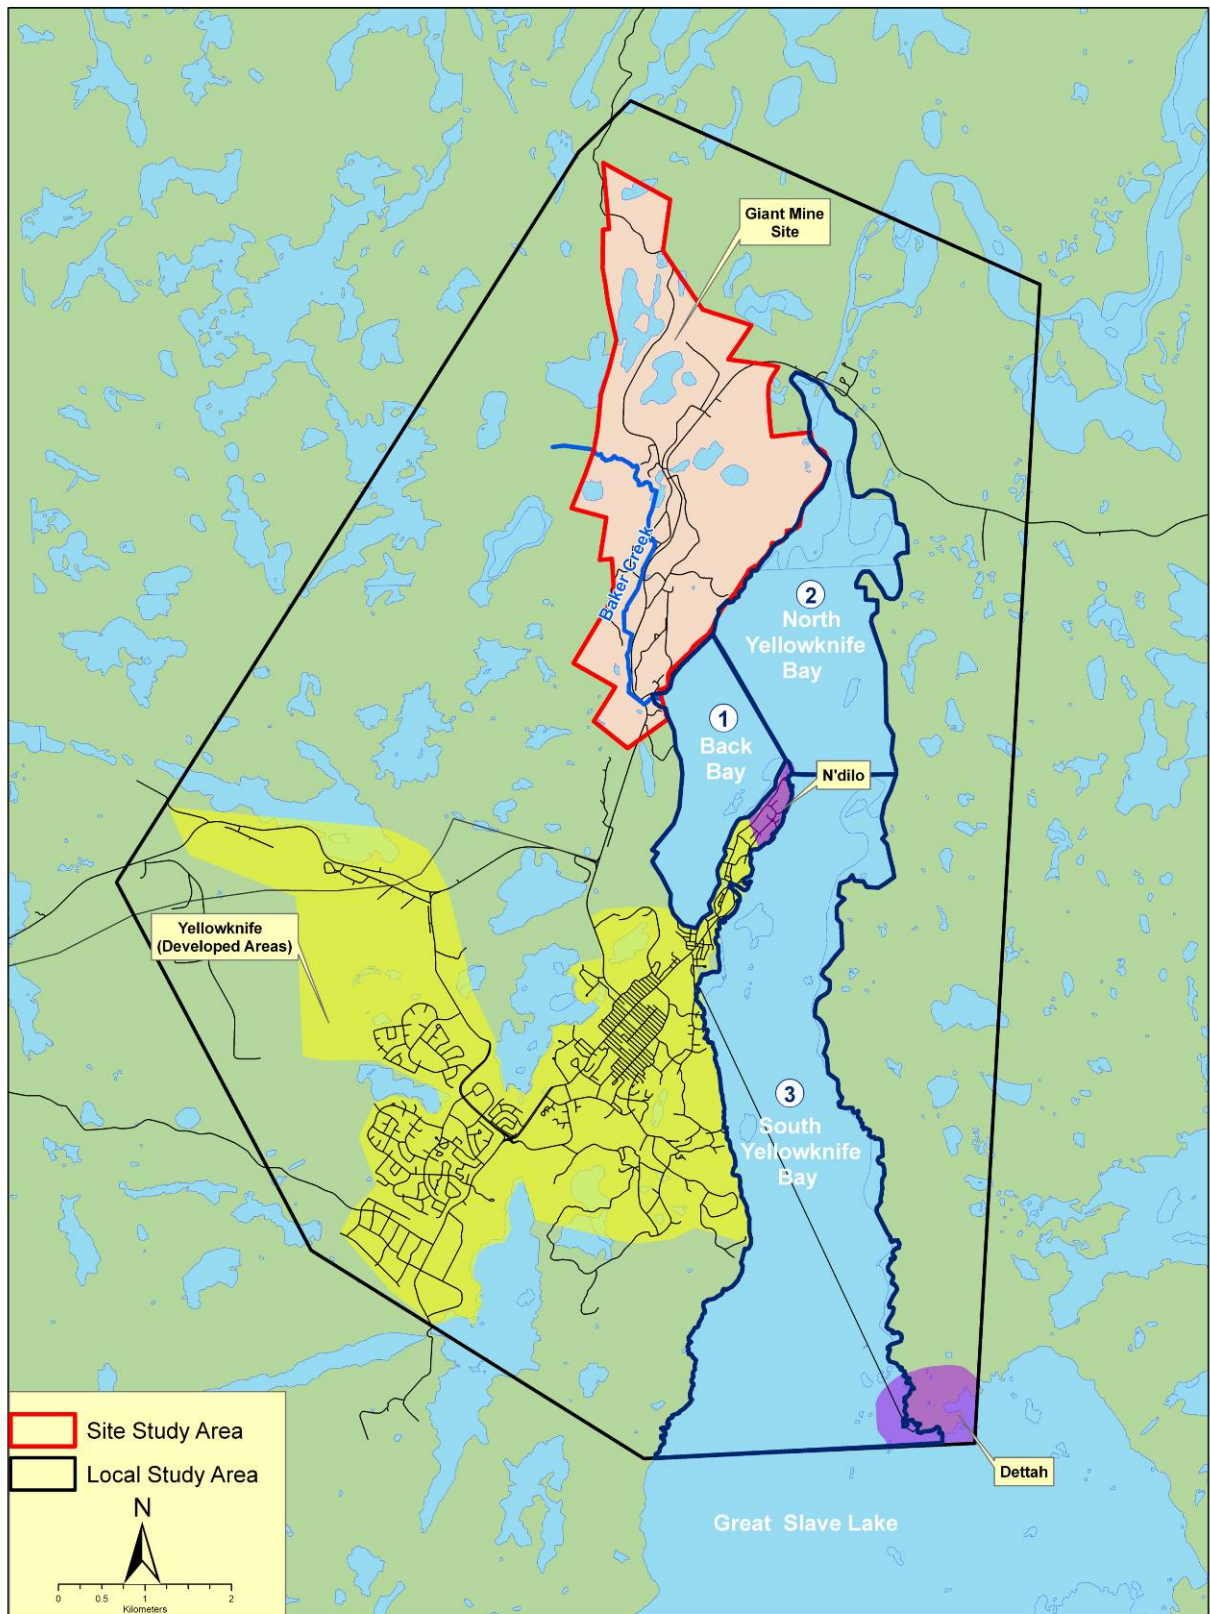 Giant Mine
Site
Baker Creek
2
North
Yellowknife
Bay
1
Back
Bay
N'dilo
Yellowknife
(Developed Areas)
3
South
Yellowknife
Bay
Site Study Area
Local Study Area
Dettah
N
Great Slave Lake
0 0.5 1 2
Kilometers